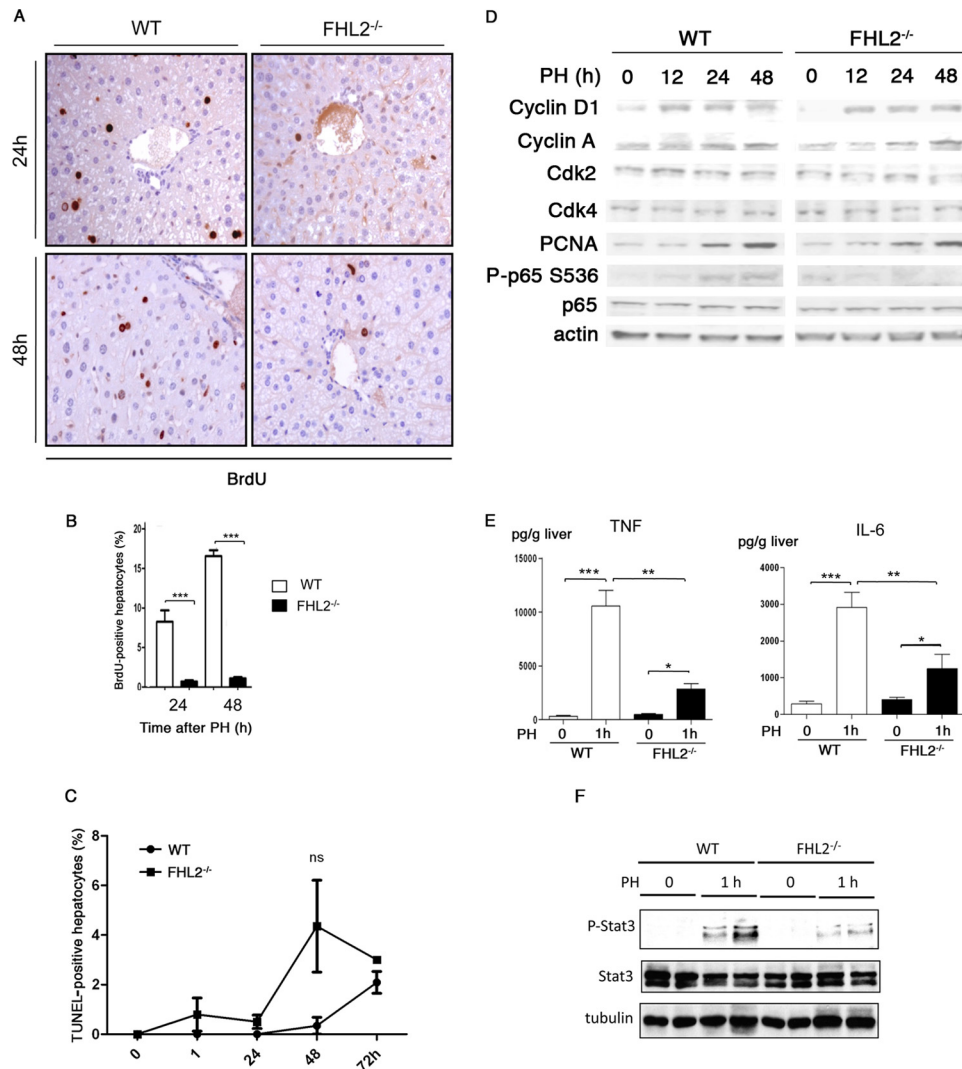 A
WT FHL2-/-
24h
48h
BrdU
B
BrdU-positive hepatocytes (%)
20
15
10
5
0
***
***
24 48
Time after PH (h)
WT
FHL2-/-
C
TUNEL-positive hepatocytes (%)
8
6
4
2
0
WT
FHL2-/-
ns
0 1 24 48 72h
D
WT FHL2-/-
PH (h) 0 12 24 48 0 12 24 48
Cyclin D1
Cyclin A
Cdk2
Cdk4
PCNA
P-p65 S536
p65
actin
E
pg/g liver TNF
15000
10000
5000
0
*** **
*
PH 0 1h 0 1h
WT FHL2-/-
pg/g liver IL-6
4000
3000
2000
1000
0
*** **
*
PH 0 1h 0 1h
WT FHL2-/-
F
WT FHL2-/-
PH 0 1 h 0 1 h
P-Stat3
Stat3
tubulin